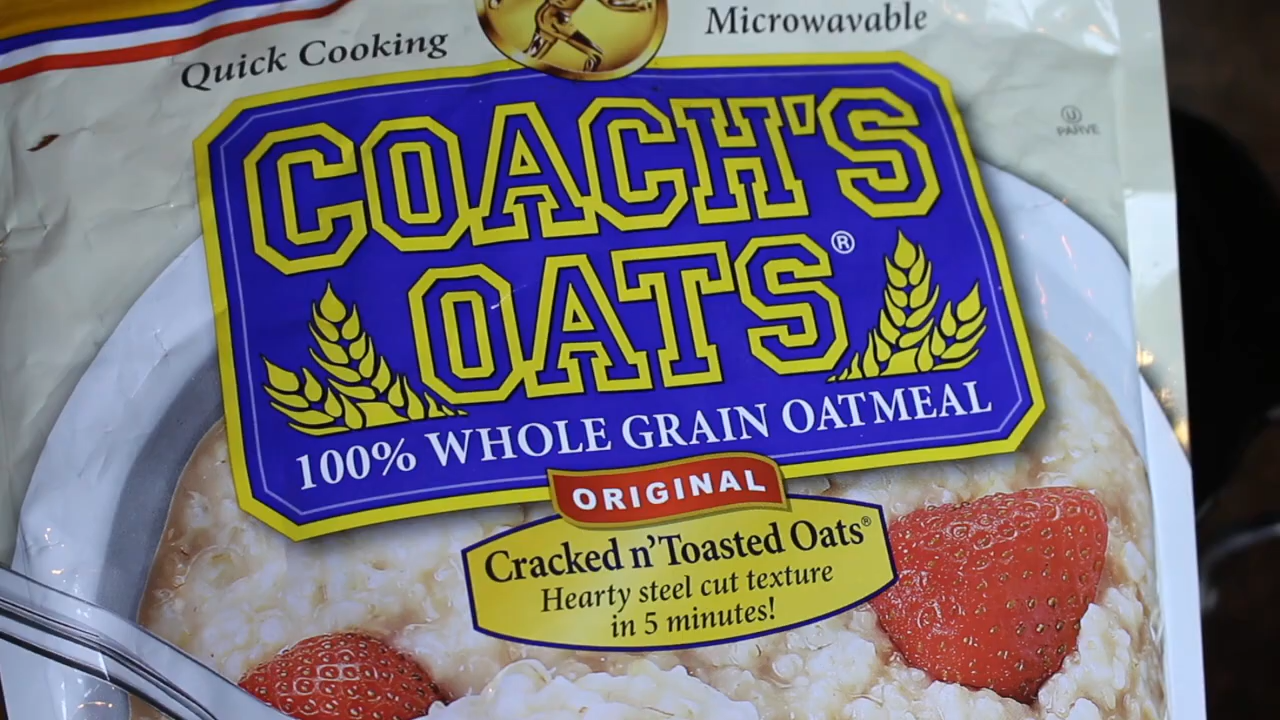 Quick Cooking
Microwavable
COACH'S
OATS®
100% WHOLE GRAIN OATMEAL
U
PARVE
ORIGINAL
Cracked n' Toasted Oats®
Hearty steel cut texture
in 5 minutes!